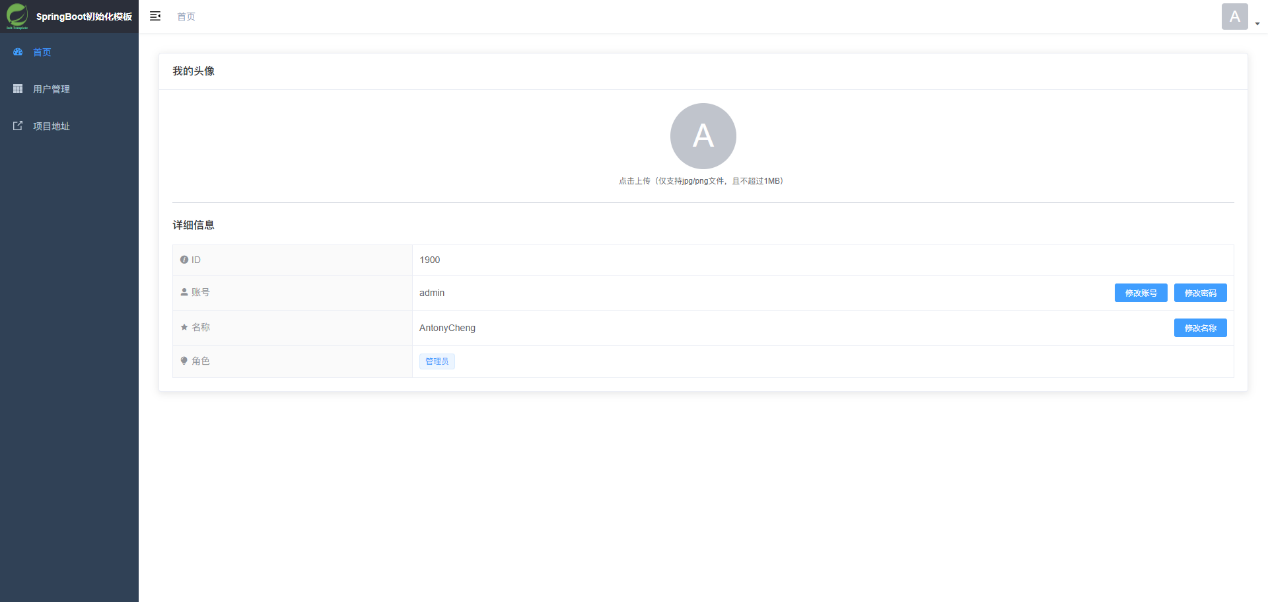 SpringBoot初始化模板
首页
A
首页
用户管理
项目地址
我的头像
A
点击上传（仅支持jpg/png文件，且不超过1MB）
详细信息
ID 1900
账号 admin 修改账号 修改密码
名称 AntonyCheng 修改名称
角色 管理员